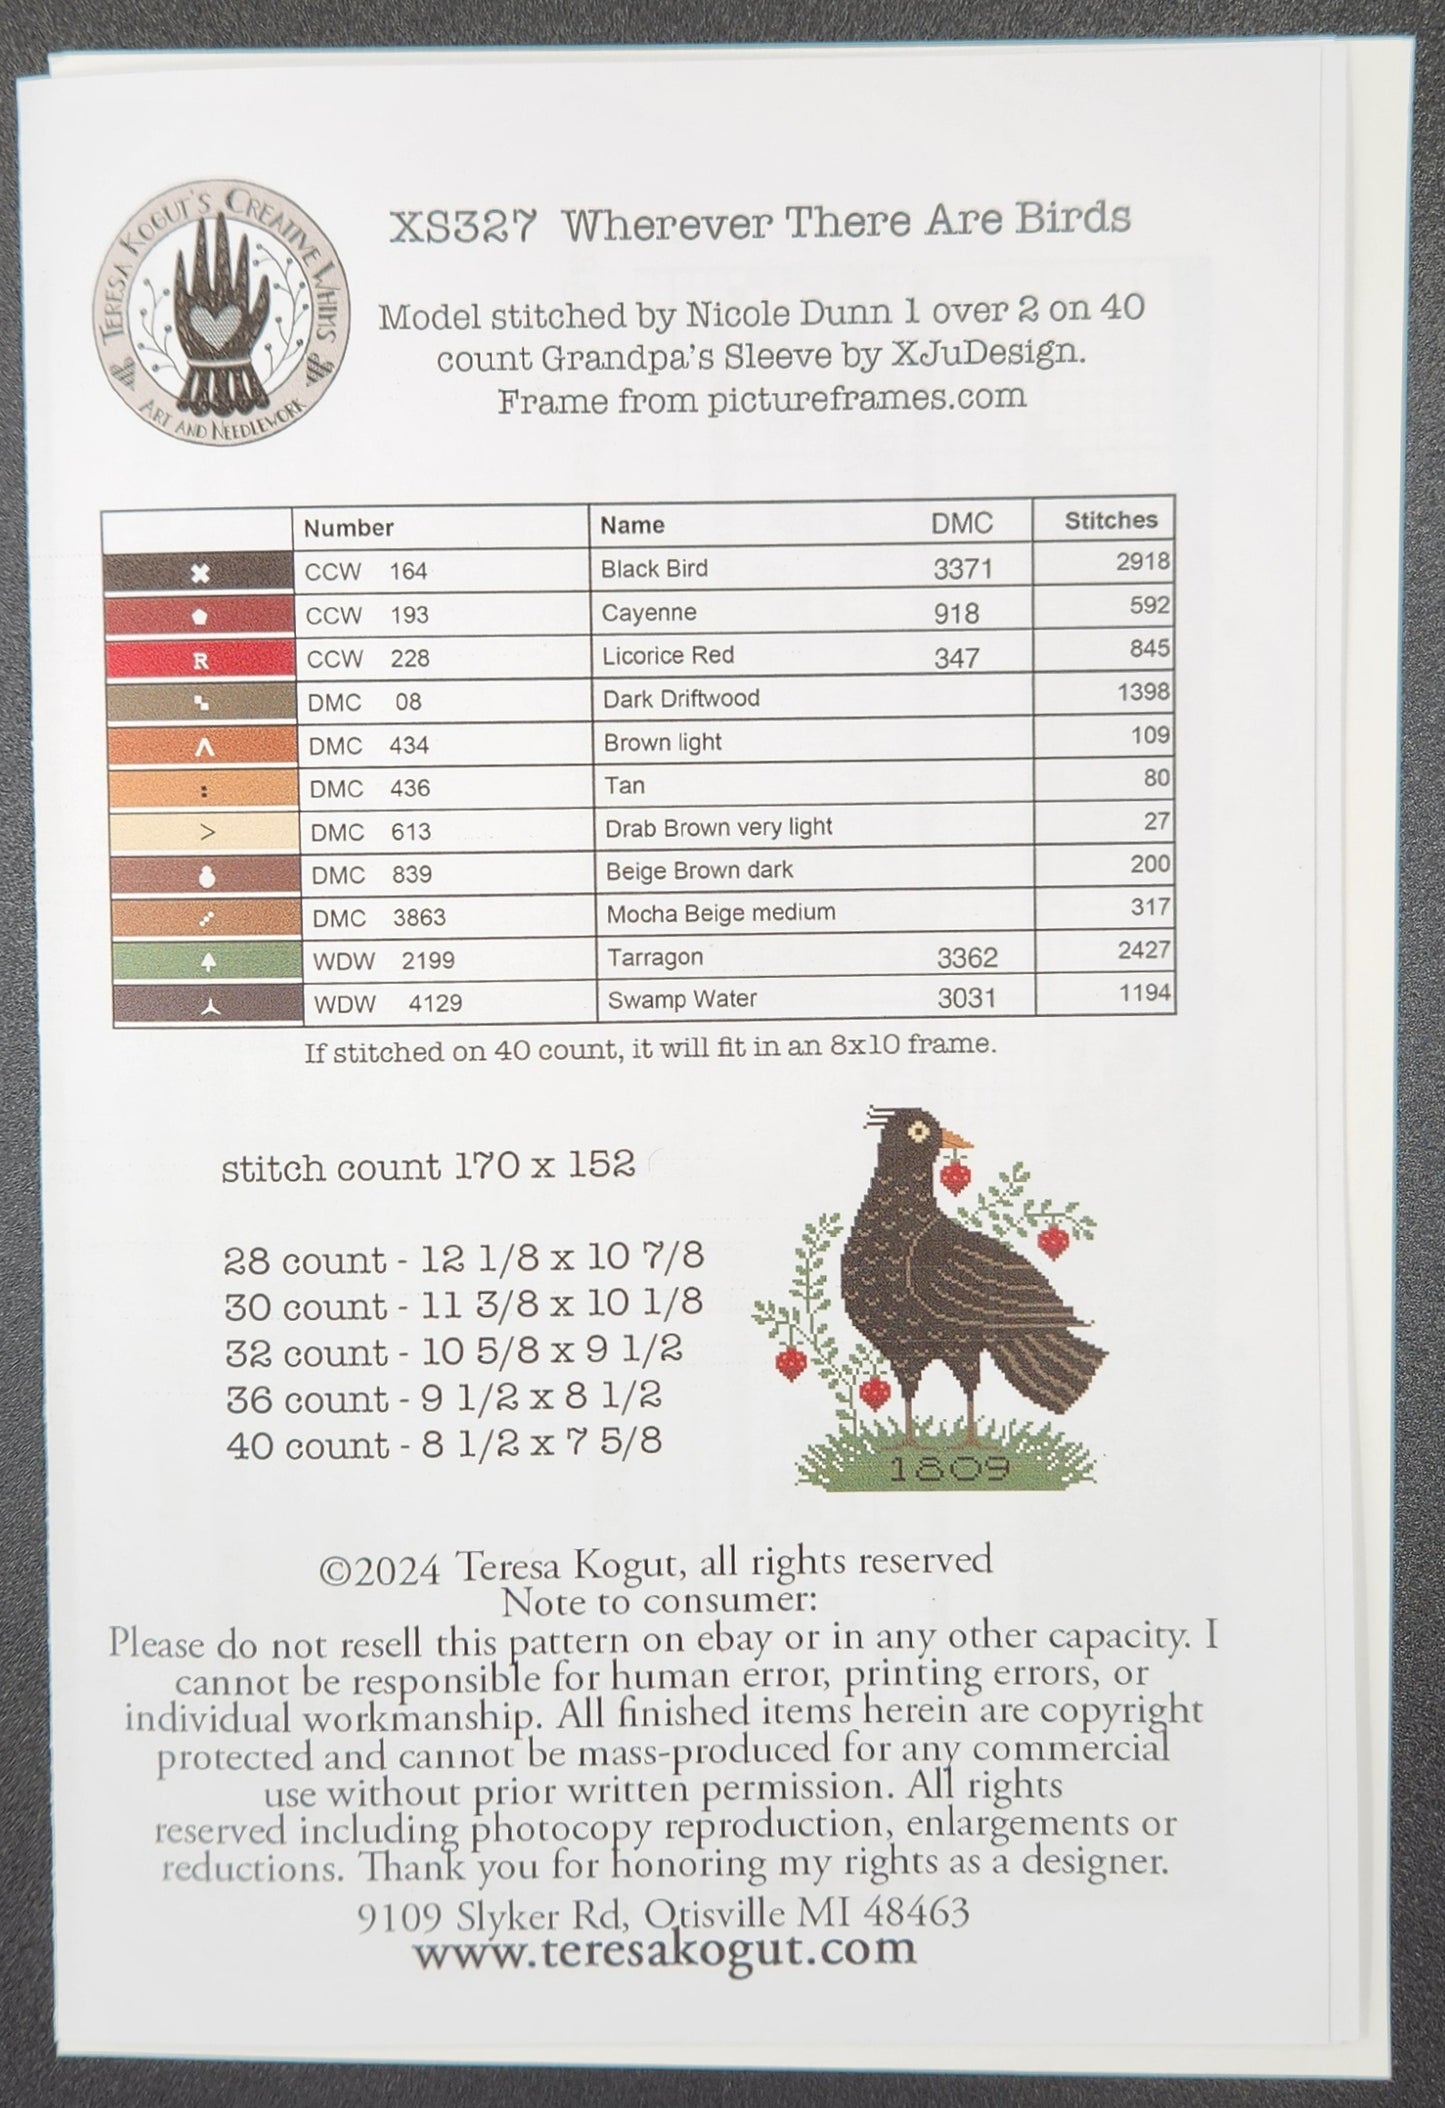 TERESA KOGUT'S CREATIVE WHIMS
ART AND NEEDLEWORK
XS327 Wherever There Are Birds
Model stitched by Nicole Dunn 1 over 2 on 40
count Grandpa's Sleeve by XJuDesign.
Frame from pictureframes.com
Number Name DMC Stitches
CCW 164 Black Bird 3371 2918
CCW 193 Cayenne 918 592
R CCW 228 Licorice Red 347 845
DMC 08 Dark Driftwood 1398
DMC 434 Brown light 109
DMC 436 Tan 80
DMC 613 Drab Brown very light 27
DMC 839 Beige Brown dark 200
DMC 3863 Mocha Beige medium 317
WDW 2199 Tarragon 3362 2427
WDW 4129 Swamp Water 3031 1194
If stitched on 40 count, it will fit in an 8x10 frame.
stitch count 170 x 152
28 count - 12 1/8 x 10 7/8
30 count - 11 3/8 x 10 1/8
32 count - 10 5/8 x 9 1/2
36 count - 9 1/2 x 8 1/2
40 count - 8 1/2 x 7 5/8
1809
©2024 Teresa Kogut, all rights reserved
Note to consumer:
Please do not resell this pattern on ebay or in any other capacity. I
cannot be responsible for human error, printing errors, or
individual workmanship. All finished items herein are copyright
protected and cannot be mass-produced for any commercial
use without prior written permission. All rights
reserved including photocopy reproduction, enlargements or
reductions. Thank you for honoring my rights as a designer.
9109 Slyker Rd, Otisville MI 48463
www.teresakogut.com